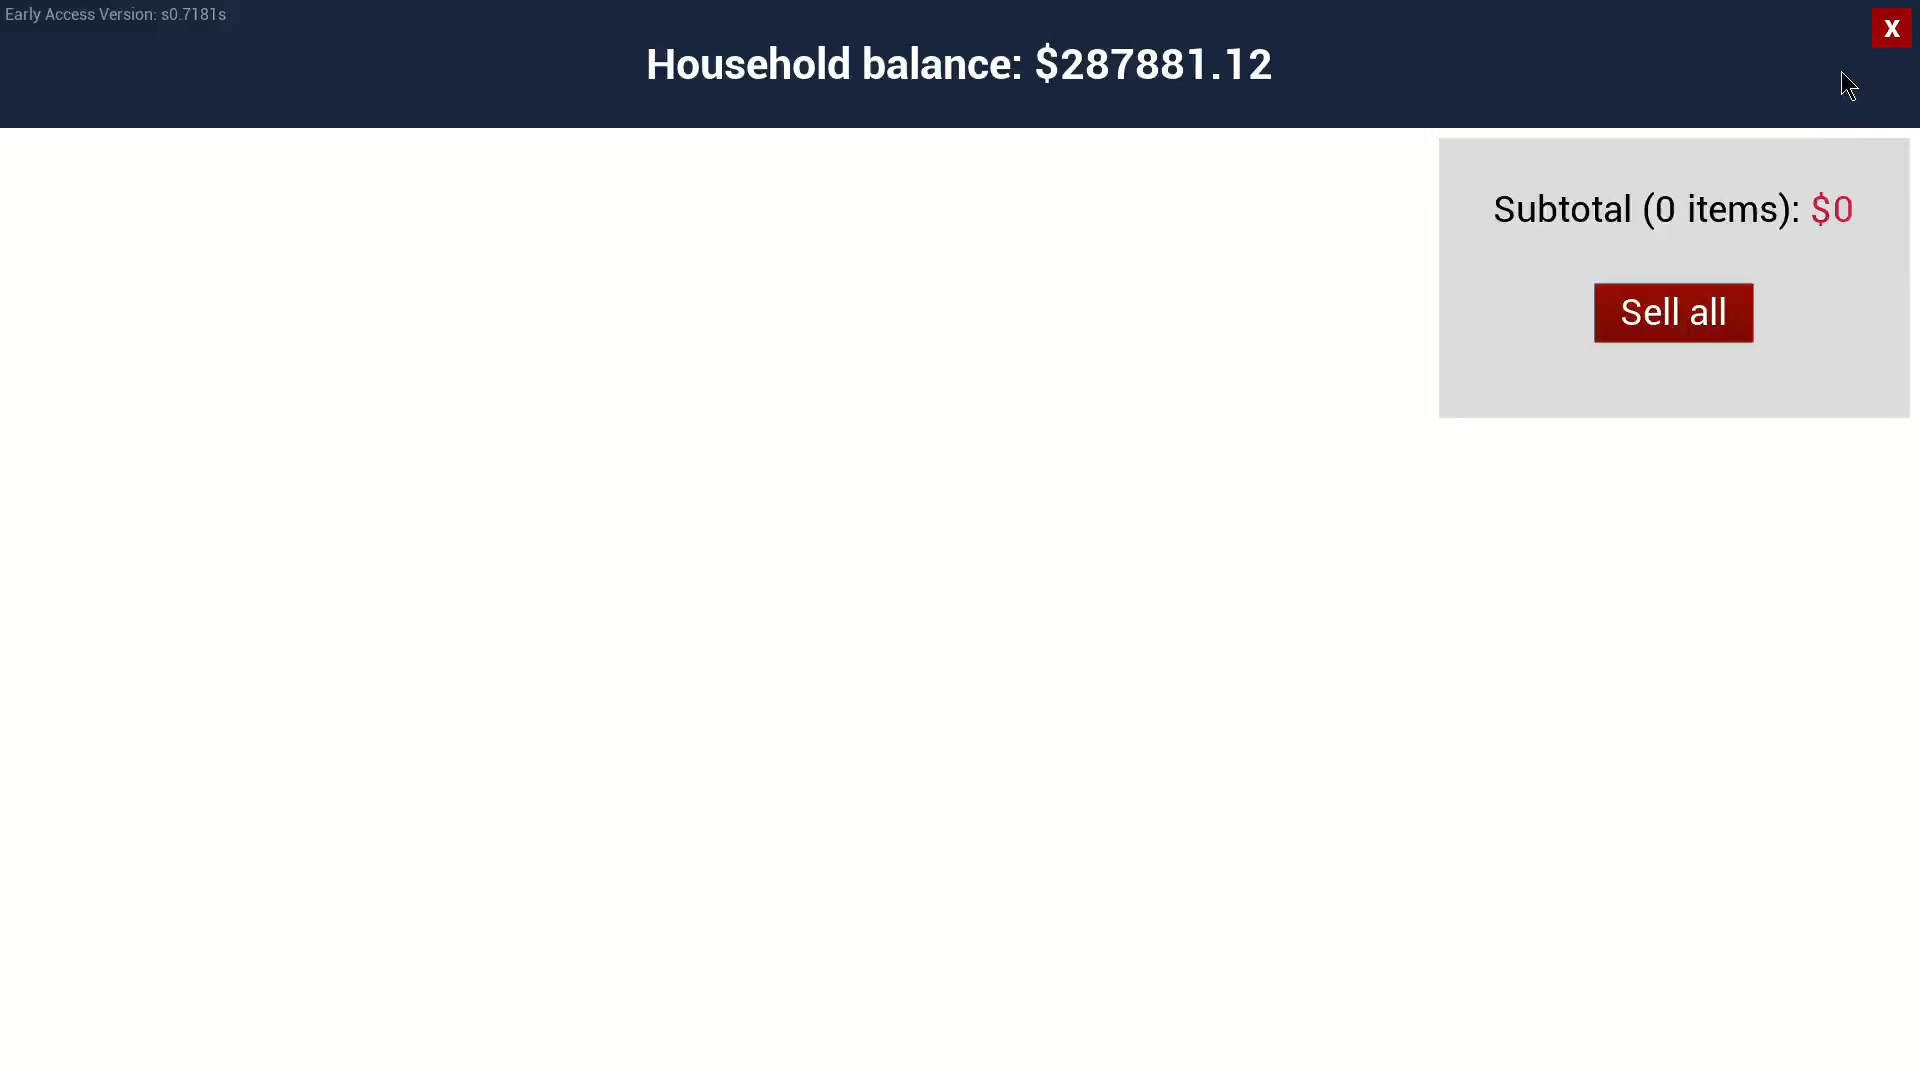 Early Access Version: s0.7181s
X
Household balance: $287881.12
Subtotal (0 items): $0
Sell all